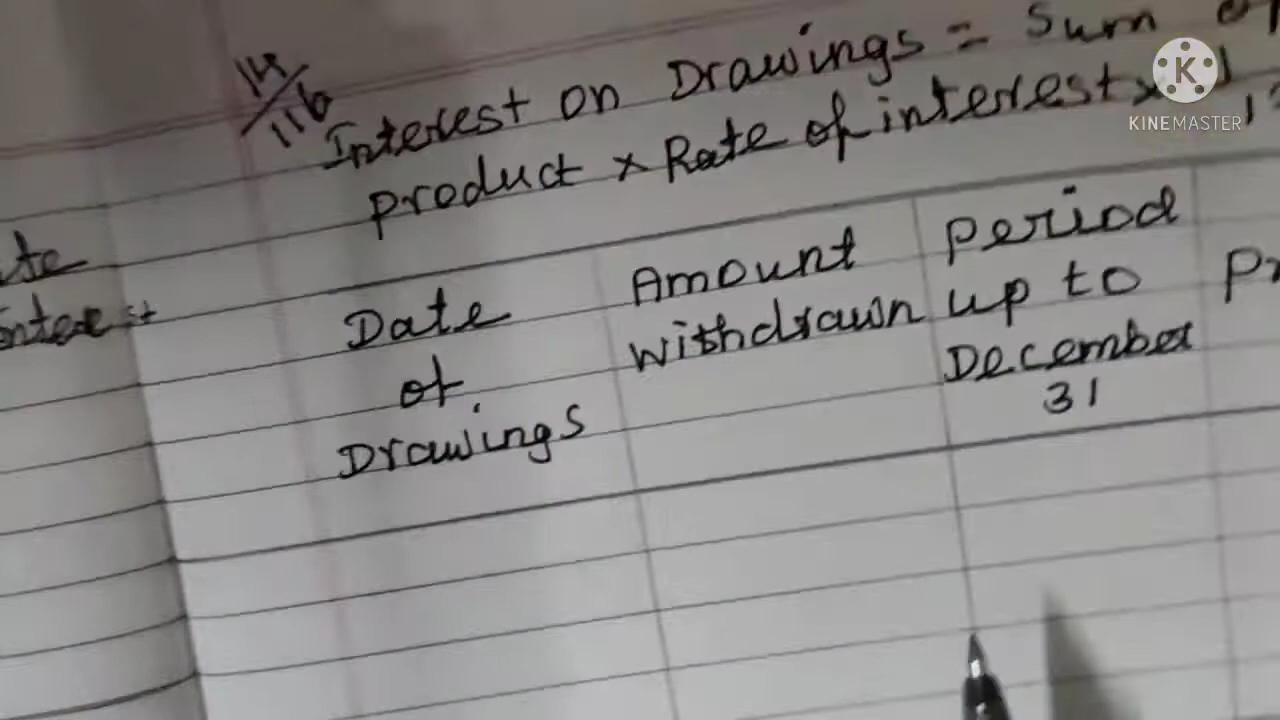 14/116
Interest on Drawings = Sum of
product × Rate of interest ×
Date
of
Drawings
Amount
withdrawn
Period
up to
December
31
KINEMASTER